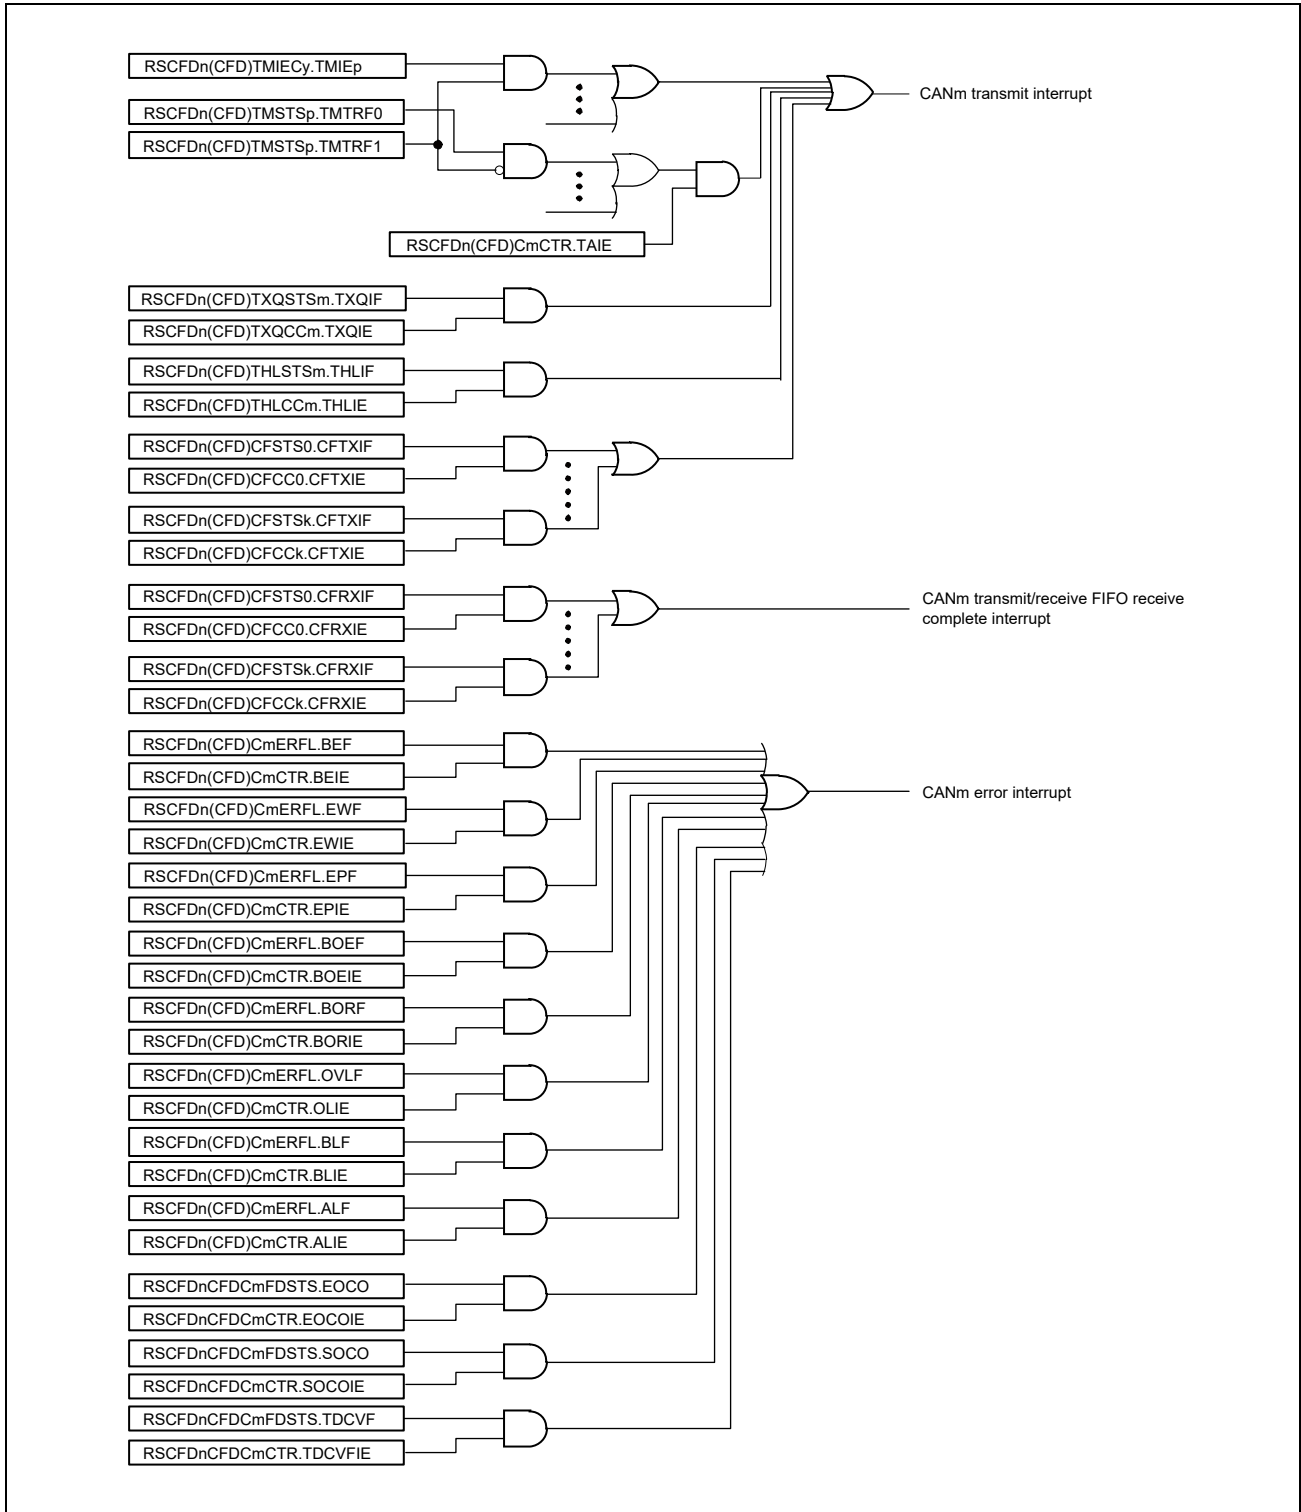 RSCFDn(CFD)TMIECy.TMIEp
CANm transmit interrupt
RSCFDn(CFD)TMSTSp.TMTRF0
RSCFDn(CFD)TMSTSp.TMTRF1
RSCFDn(CFD)CmCTR.TAIE
RSCFDn(CFD)TXQSTSm.TXQIF
RSCFDn(CFD)TXQCCm.TXQIE
RSCFDn(CFD)THLSTSm.THLIF
RSCFDn(CFD)THLCCm.THLIE
RSCFDn(CFD)CFSTS0.CFTXIF
RSCFDn(CFD)CFCC0.CFTXIE
RSCFDn(CFD)CFSTSk.CFTXIF
RSCFDn(CFD)CFCCk.CFTXIE
RSCFDn(CFD)CFSTS0.CFRXIF
CANm transmit/receive FIFO receive
complete interrupt
RSCFDn(CFD)CFCC0.CFRXIE
RSCFDn(CFD)CFSTSk.CFRXIF
RSCFDn(CFD)CFCCk.CFRXIE
RSCFDn(CFD)CmERFL.BEF
RSCFDn(CFD)CmCTR.BEIE
CANm error interrupt
RSCFDn(CFD)CmERFL.EWF
RSCFDn(CFD)CmCTR.EWIE
RSCFDn(CFD)CmERFL.EPF
RSCFDn(CFD)CmCTR.EPIE
RSCFDn(CFD)CmERFL.BOEF
RSCFDn(CFD)CmCTR.BOEIE
RSCFDn(CFD)CmERFL.BORF
RSCFDn(CFD)CmCTR.BORIE
RSCFDn(CFD)CmERFL.OVLF
RSCFDn(CFD)CmCTR.OLIE
RSCFDn(CFD)CmERFL.BLF
RSCFDn(CFD)CmCTR.BLIE
RSCFDn(CFD)CmERFL.ALF
RSCFDn(CFD)CmCTR.ALIE
RSCFDnCFDCmFDSTS.EOCO
RSCFDnCFDCmCTR.EOCOIE
RSCFDnCFDCmFDSTS.SOCO
RSCFDnCFDCmCTR.SOCOIE
RSCFDnCFDCmFDSTS.TDCVF
RSCFDnCFDCmCTR.TDCVFIE